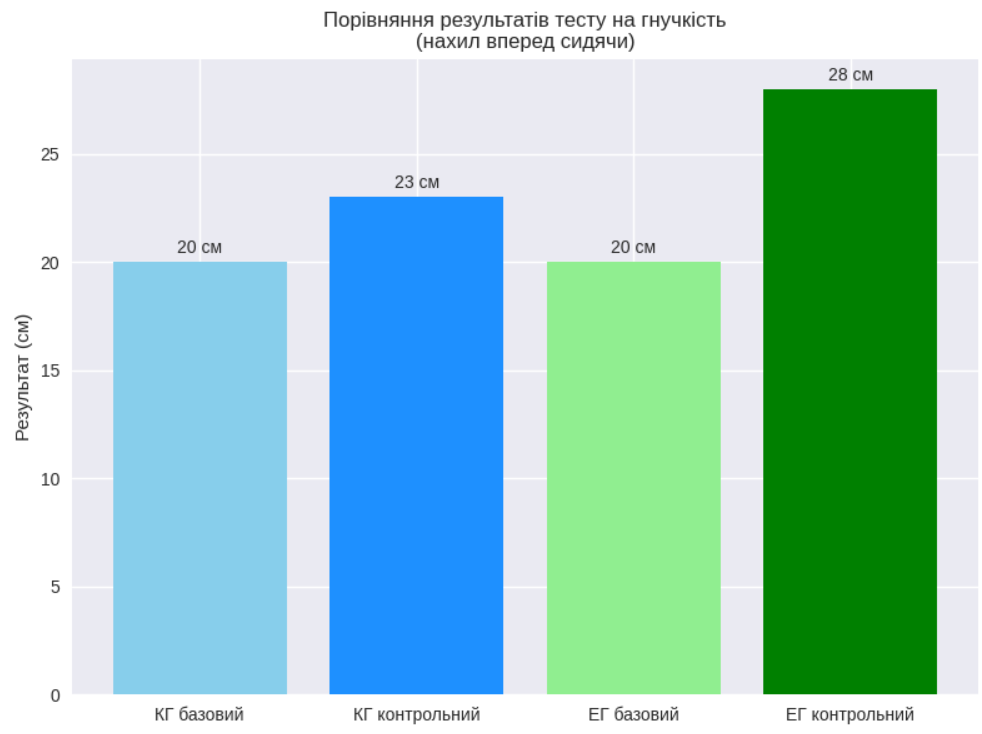 Порівняння результатів тесту на гнучкість
(нахил вперед сидячи)
28 см
23 см
20 см
20 см
Результат (см)
25
20
15
10
5
0
КГ базовий
КГ контрольний
ЕГ базовий
ЕГ контрольний